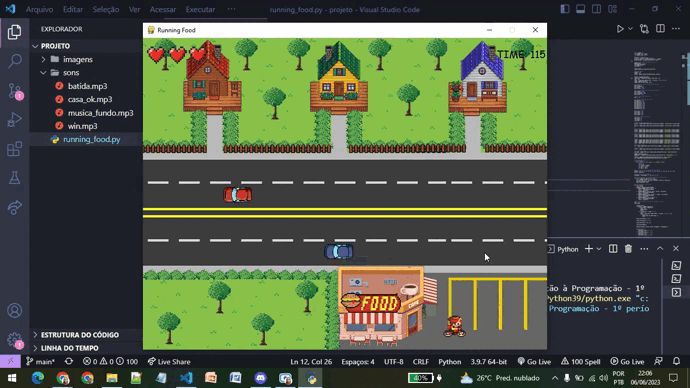 Arquivo Editar Seleção Ver Acessar Executar ··· running_food.py - projeto - Visual Studio Code
EXPLORADOR
Running Food
PROJETO
imagens
sons
batida.mp3
casa_ok.mp3
musica_fundo.mp3
win.mp3
running_food.py
TIME 115
FOOD
Python
ão à Programação - 1º
Python39/python.exe "c:
Programação - 1º perío
ESTRUTURA DO CÓDIGO
LINHA DO TEMPO
main* 0 0 100 Live Share Ln 12, Col 26 Espaços: 4 UTF-8 CRLF Python 3.9.7 64-bit Go Live 100 Spell Go Live
40% 26°C Pred. nublado POR PTB 22:06 06/06/2023